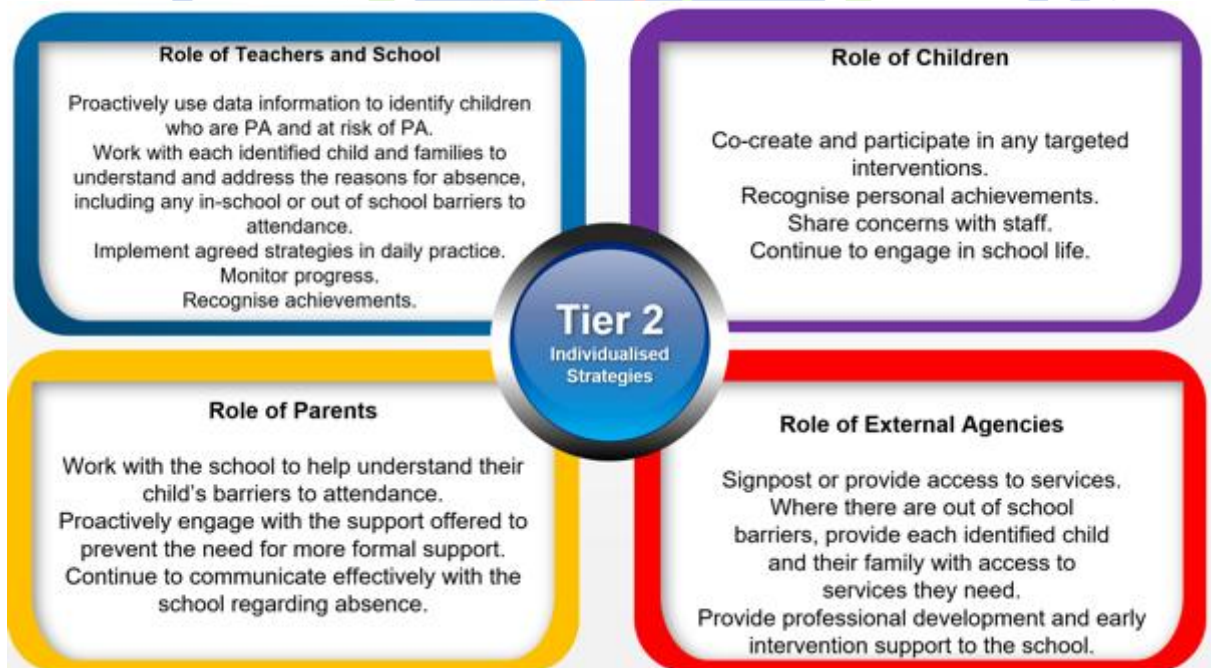 Role of Teachers and School
Proactively use data information to identify children
who are PA and at risk of PA.
Work with each identified child and families to
understand and address the reasons for absence,
including any in-school or out of school barriers to
attendance.
Implement agreed strategies in daily practice.
Monitor progress.
Recognise achievements.
Role of Children
Co-create and participate in any targeted
interventions.
Recognise personal achievements.
Share concerns with staff.
Continue to engage in school life.
Tier 2
Individualised
Strategies
Role of Parents
Work with the school to help understand their
child's barriers to attendance.
Proactively engage with the support offered to
prevent the need for more formal support.
Continue to communicate effectively with the
school regarding absence.
Role of External Agencies
Signpost or provide access to services.
Where there are out of school
barriers, provide each identified child
and their family with access to
services they need.
Provide professional development and early
intervention support to the school.